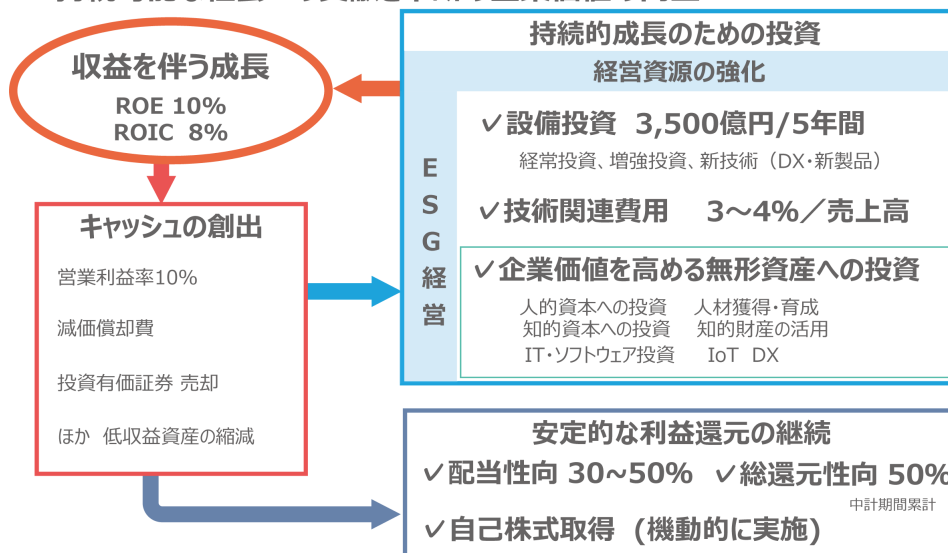 収益を伴う成長
ROE 10%
ROIC 8%
キャッシュの創出
営業利益率10%
減価償却費
投資有価証券 売却
ほか 低収益資産の縮減
持続的成長のための投資
経営資源の強化
ESG経営
✓設備投資 3,500億円/5年間
経常投資、増強投資、新技術（DX・新製品）
✓技術関連費用 3～4%／売上高
✓企業価値を高める無形資産への投資
人的資本への投資 人材獲得・育成
知的資本への投資 知的財産の活用
IT・ソフトウェア投資 IoT DX
安定的な利益還元の継続
✓配当性向 30~50% ✓総還元性向 50%
中計期間累計
✓自己株式取得 (機動的に実施)